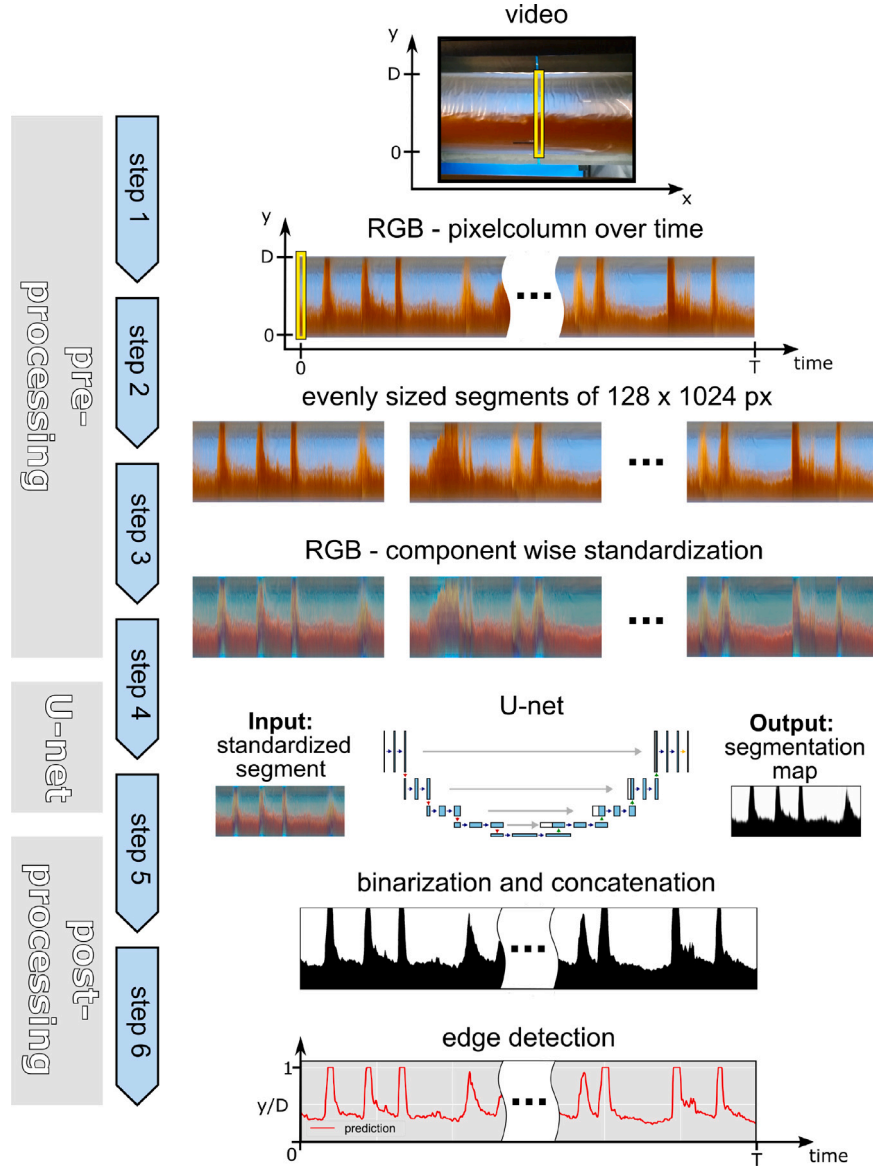 video
y
D
0
x
pre-
processing
step 1
RGB - pixelcolumn over time
y
D
0
0
T
time
step 2
evenly sized segments of 128 x 1024 px
step 3
RGB - component wise standardization
step 4
U-net
U-net
Input:
standardized
segment
Output:
segmentation
map
post-
processing
step 5
binarization and concatenation
step 6
edge detection
1
y/D
prediction
0
T
time